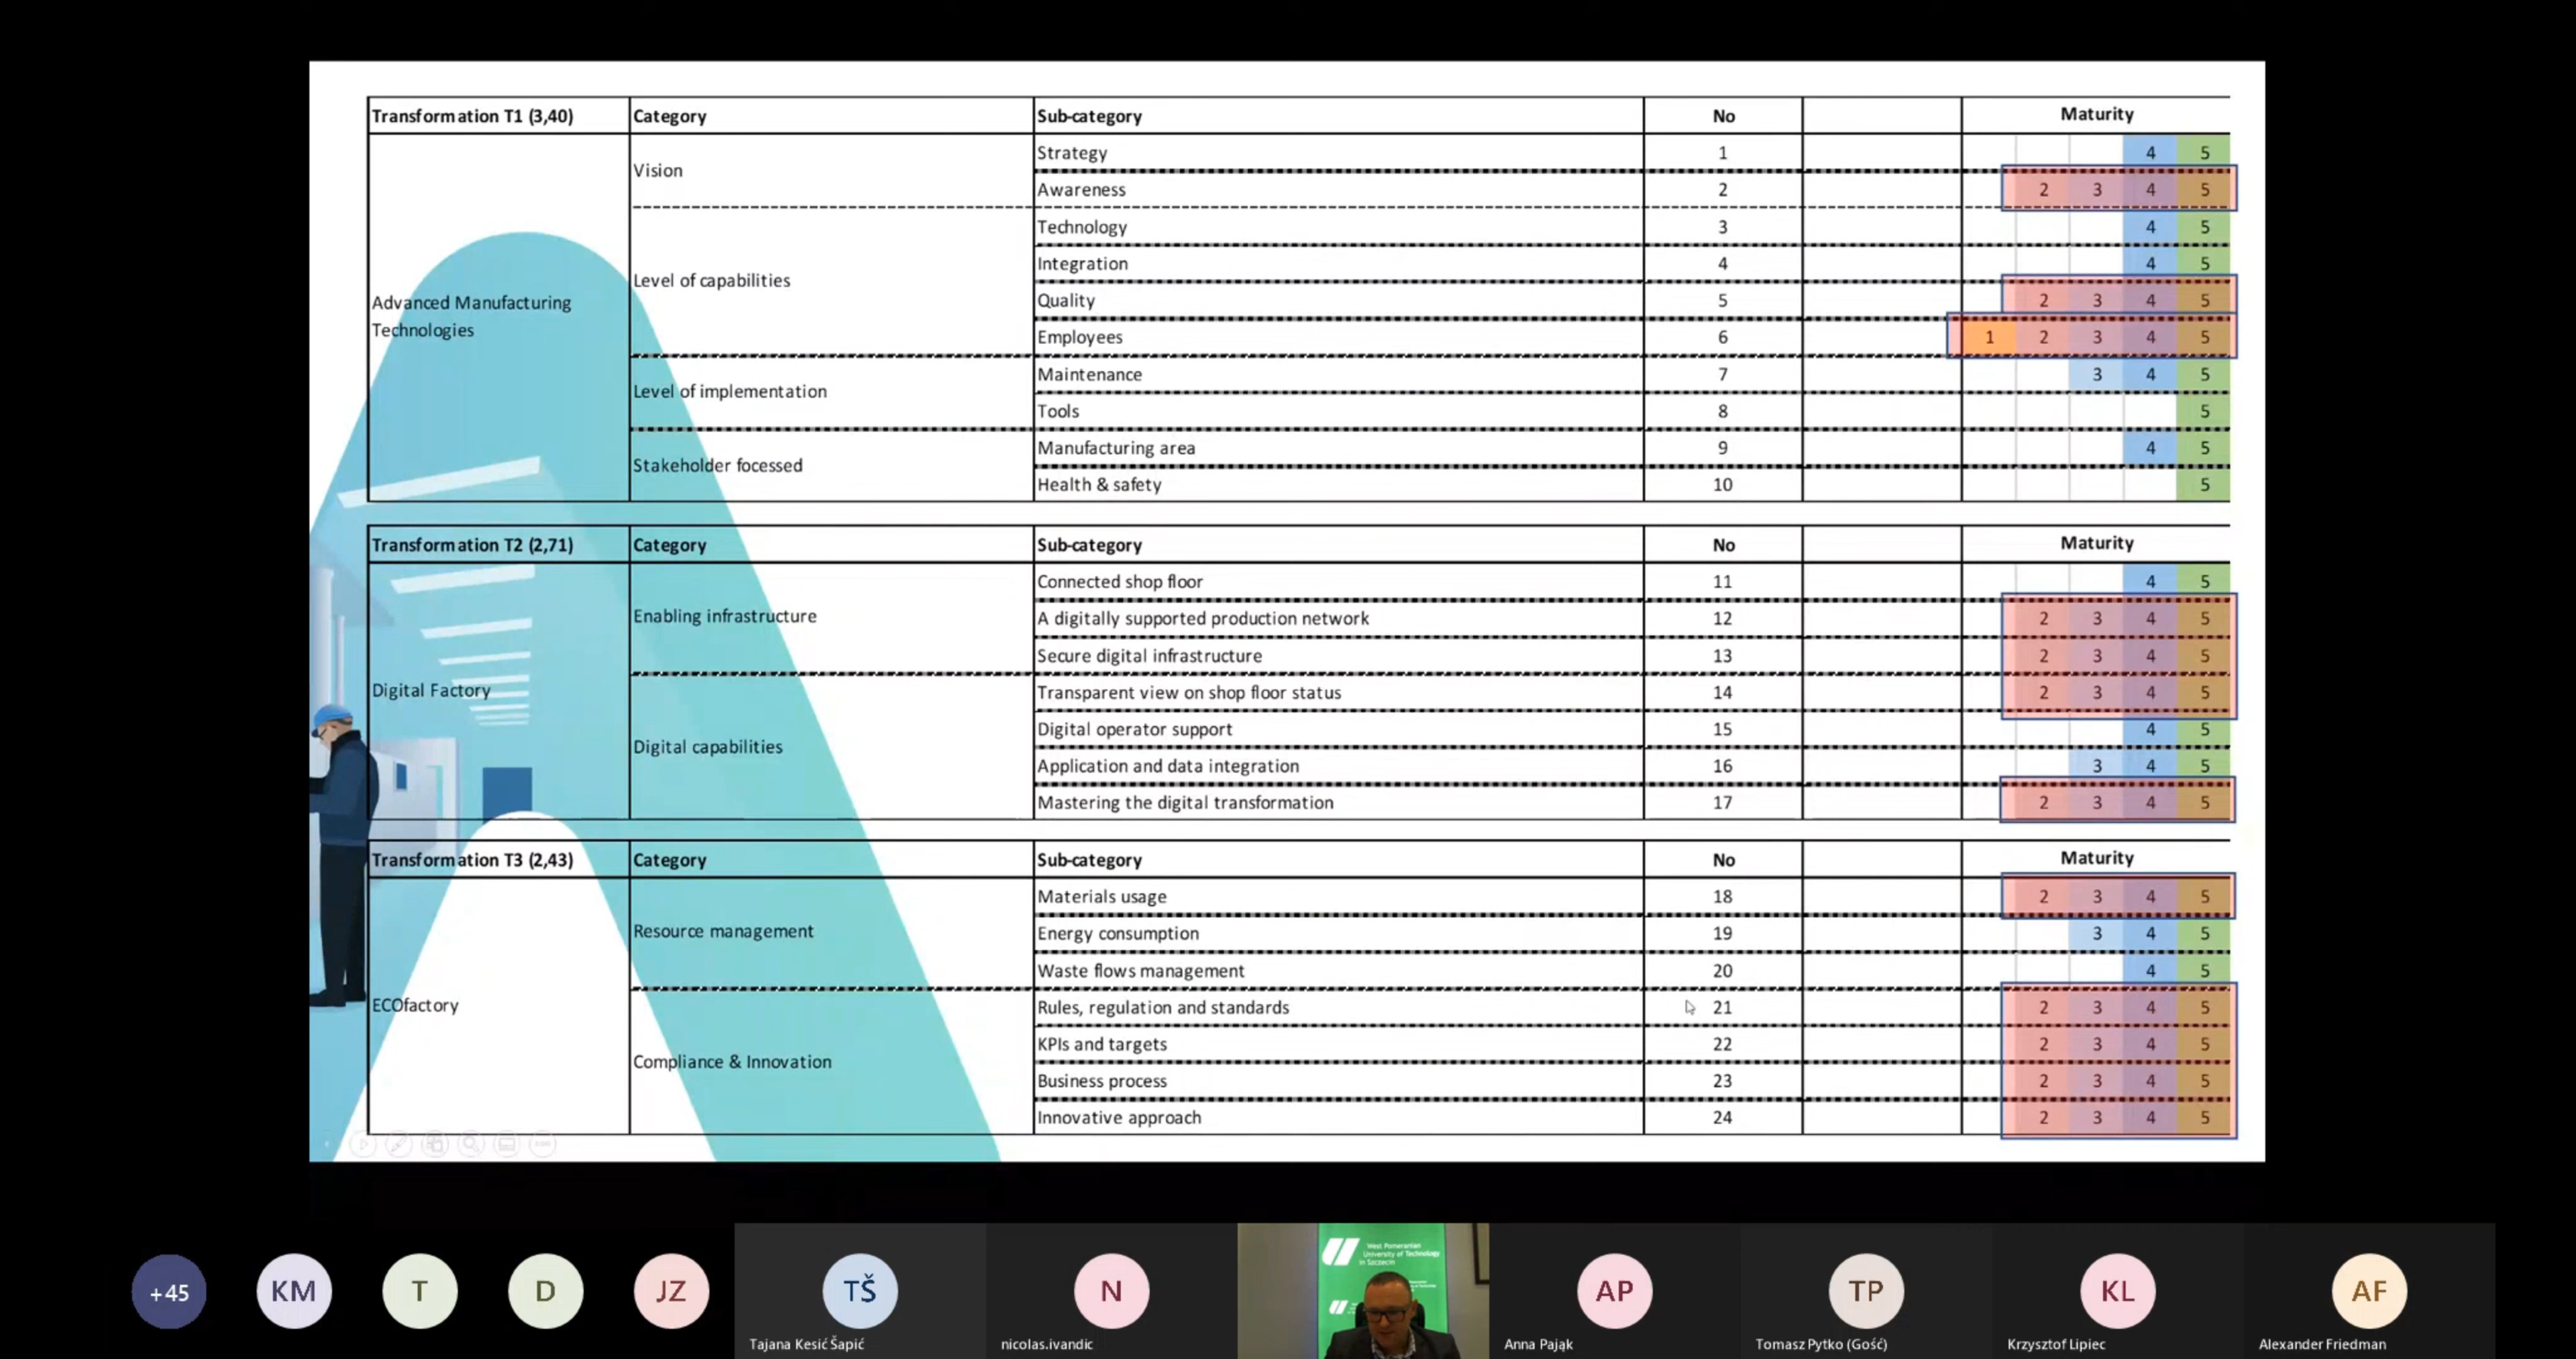 Transformation T1 (3,40) Category Sub-category No Maturity
Advanced Manufacturing
Technologies
Vision
Strategy 1 4 5
Awareness 2 2 3 4 5
Level of capabilities
Technology 3 4 5
Integration 4 4 5
Quality 5 2 3 4 5
Employees 6 1 2 3 4 5
Level of implementation
Maintenance 7 3 4 5
Tools 8 5
Stakeholder focessed
Manufacturing area 9 4 5
Health & safety 10 5
Transformation T2 (2,71) Category Sub-category No Maturity
Digital Factory
Enabling infrastructure
Connected shop floor 11 4 5
A digitally supported production network 12 2 3 4 5
Secure digital infrastructure 13 2 3 4 5
Digital capabilities
Transparent view on shop floor status 14 2 3 4 5
Digital operator support 15 4 5
Application and data integration 16 3 4 5
Mastering the digital transformation 17 2 3 4 5
Transformation T3 (2,43) Category Sub-category No Maturity
ECOfactory
Resource management
Materials usage 18 2 3 4 5
Energy consumption 19 3 4 5
Waste flows management 20 4 5
Compliance & Innovation
Rules, regulation and standards 21 2 3 4 5
KPIs and targets 22 2 3 4 5
Business process 23 2 3 4 5
Innovative approach 24 2 3 4 5
+45 KM T D JZ TŠ N AP TP KL AF
West Pomeranian
University of Technology
in Szczecin
Tajana Kesić Šapić nicolas.ivandic Anna Pająk Tomasz Pytko (Gość) Krzysztof Lipiec Alexander Friedman